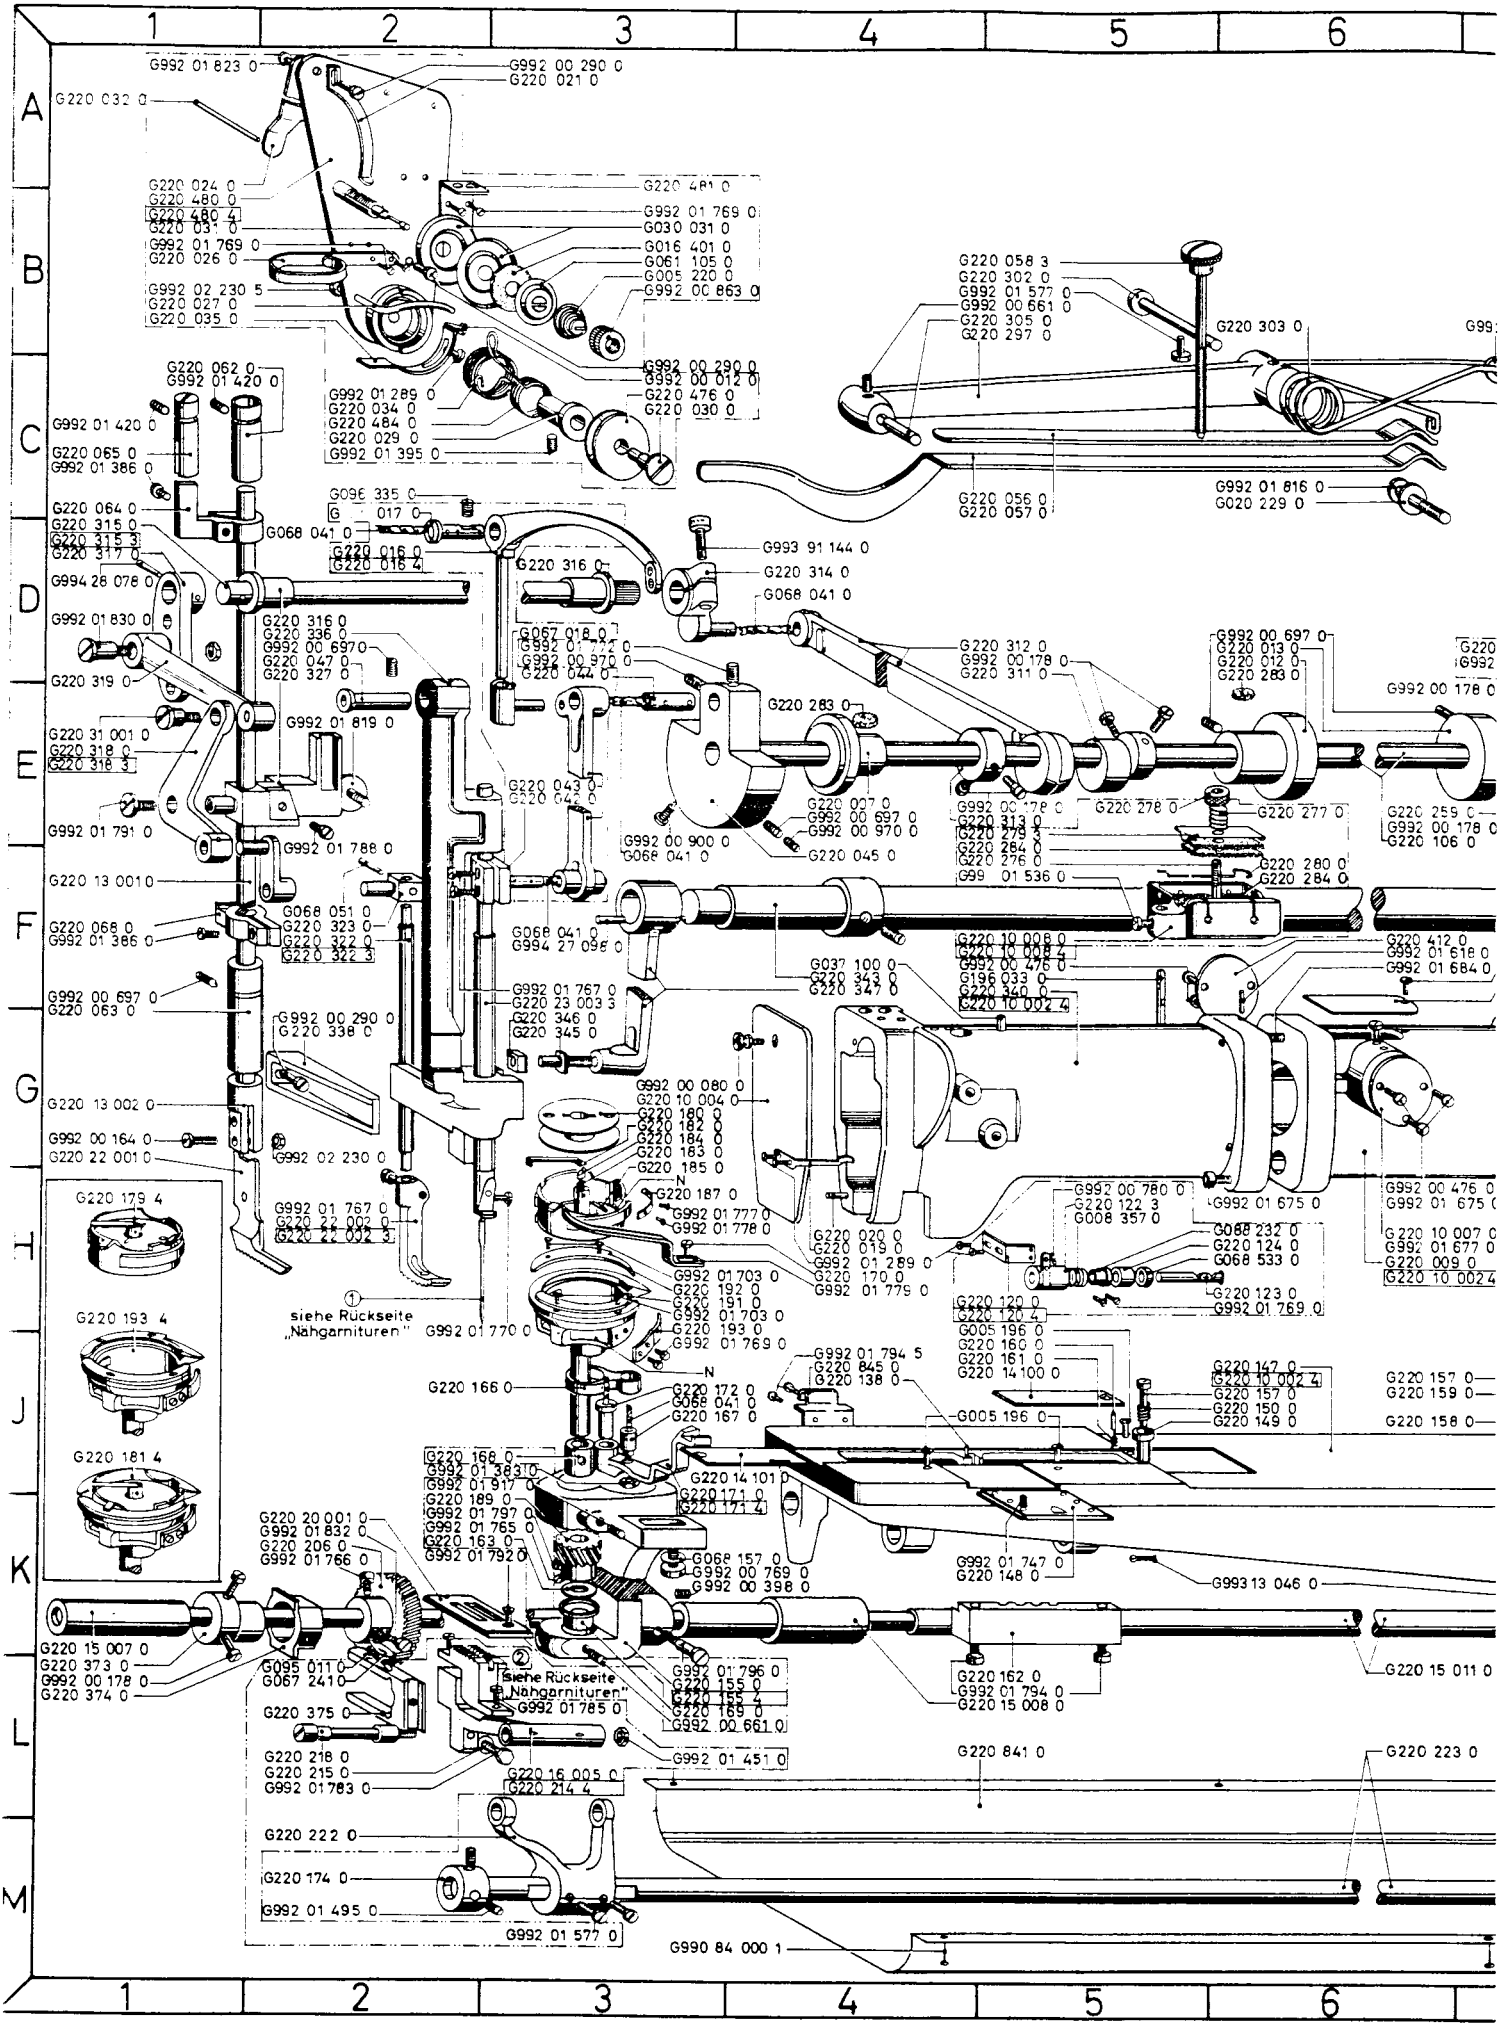 1 2 3 4 5 6
A
G992 01 823 0
G992 00 290 0
G220 021 0
G220 032 0
G220 024 0
G220 480 0
G220 480 4
G220 031 0
G992 01 769 0
G220 026 0
G992 02 230 5
G220 027 0
G220 035 0
G220 481 0
G992 01 769 0
G030 031 0
G016 401 0
G061 105 0
G005 220 0
G992 00 863 0
B
G220 058 3
G220 302 0
G992 01 577 0
G992 00 661 0
G220 305 0
G220 297 0
G220 303 0
G220 062 0
G992 01 420 0
G992 01 420 0
G220 065 0
G992 01 386 0
G992 01 289 0
G220 034 0
G220 484 0
G220 029 0
G992 01 395 0
G992 00 290 0
G992 00 012 0
G220 476 0
G220 030 0
C
G220 056 0
G220 057 0
G992 01 816 0
G020 229 0
G220 064 0
G220 315 0
G220 315 3
G220 317 0
G994 28 078 0
G992 01 830 0
G220 319 0
G096 335 0
G 017 0
G068 041 0
G220 016 0
G220 016 4
G220 316 0
G993 91 144 0
G220 314 0
G068 041 0
D
G220 316 0
G220 336 0
G992 00 697 0
G220 047 0
G220 327 0
G067 018 0
G992 01 772 0
G992 00 970 0
G220 044 0
G220 312 0
G992 00 178 0
G220 311 0
G992 00 697 0
G220 013 0
G220 012 0
G220 283 0
G220
G992
G992 00 178 0
E
G220 31 001 0
G220 318 0
G220 318 3
G992 01 791 0
G992 01 819 0
G992 01 788 0
G220 043 0
G220 042 0
G992 00 900 0
G068 041 0
G220 283 0
G220 007 0
G992 00 697 0
G992 00 970 0
G220 045 0
G992 00 178 0
G220 313 0
G220 279 3
G220 284 0
G220 276 0
G99 01 536 0
G220 278 0
G220 277 0
G220 280 0
G220 284 0
G220 259 0
G992 00 178 0
G220 106 0
F
G220 13 001 0
G220 068 0
G992 01 386 0
G068 051 0
G220 323 0
G220 322 0
G220 322 3
G068 041 0
G994 27 098 0
G037 100 0
G220 343 0
G220 347 0
G220 10 008 0
G220 10 008 4
G992 00 476 0
G196 033 0
G220 340 0
G220 10 002 4
G220 412 0
G992 01 618 0
G992 01 684 0
G992 00 697 0
G220 063 0
G992 00 290 0
G220 338 0
G992 01 767 0
G220 23 003 3
G220 346 0
G220 345 0
G
G220 13 002 0
G992 00 164 0
G220 22 001 0
G992 02 230 0
G992 00 080 0
G220 10 004 0
G220 180 0
G220 182 0
G220 184 0
G220 183 0
G220 185 0
N
G220 187 0
G992 01 777 0
G992 01 778 0
H
G220 179 4
G220 193 4
G220 181 4
G992 01 767 0
G220 22 002 0
G220 22 002 3
1
siehe Rückseite
„Nähgarnituren"
G992 01 770 0
G992 01 703 0
G220 192 0
G220 191 0
G992 01 703 0
G220 193 0
G992 01 769 0
N
G220 020 0
G220 019 0
G992 01 289 0
G220 170 0
G992 01 779 0
G992 00 780 0
G220 122 3
G008 357 0
G992 01 675 0
G088 232 0
G220 124 0
G068 533 0
G220 123 0
G992 01 769 0
G220 120 0
G220 120 4
G992 00 476 0
G992 01 675 0
G220 10 007 0
G992 01 677 0
G220 009 0
G220 10 002 4
J
G220 166 0
G220 172 0
G068 041 0
G220 167 0
G992 01 794 5
G220 845 0
G220 138 0
G005 196 0
G220 160 0
G220 161 0
G220 14 100 0
G005 196 0
G220 147 0
G220 10 002 4
G220 157 0
G220 150 0
G220 149 0
G220 157 0
G220 159 0
G220 158 0
G220 168 0
G992 01 383 0
G992 01 917 0
G220 189 0
G992 01 797 0
G992 01 765 0
G220 163 0
G992 01 792 0
G220 14 101 0
G220 171 0
G220 171 4
K
G220 20 001 0
G992 01 832 0
G220 206 0
G992 01 766 0
G068 157 0
G992 00 769 0
G992 00 398 0
G992 01 747 0
G220 148 0
G993 13 046 0
G220 15 007 0
G220 373 0
G992 00 178 0
G220 374 0
G095 011 0
G067 241 0
G220 375 0
2
siehe Rückseite
„Nähgarnituren"
G992 01 785 0
G992 01 796 0
G220 155 0
G220 155 4
G220 169 0
G992 00 661 0
G992 01 451 0
G220 162 0
G992 01 794 0
G220 15 008 0
G220 15 011 0
L
G220 218 0
G220 215 0
G992 01 783 0
G220 16 005 0
G220 214 4
G220 841 0
G220 223 0
M
G220 222 0
G220 174 0
G992 01 495 0
G992 01 577 0
G990 84 000 1
1 2 3 4 5 6